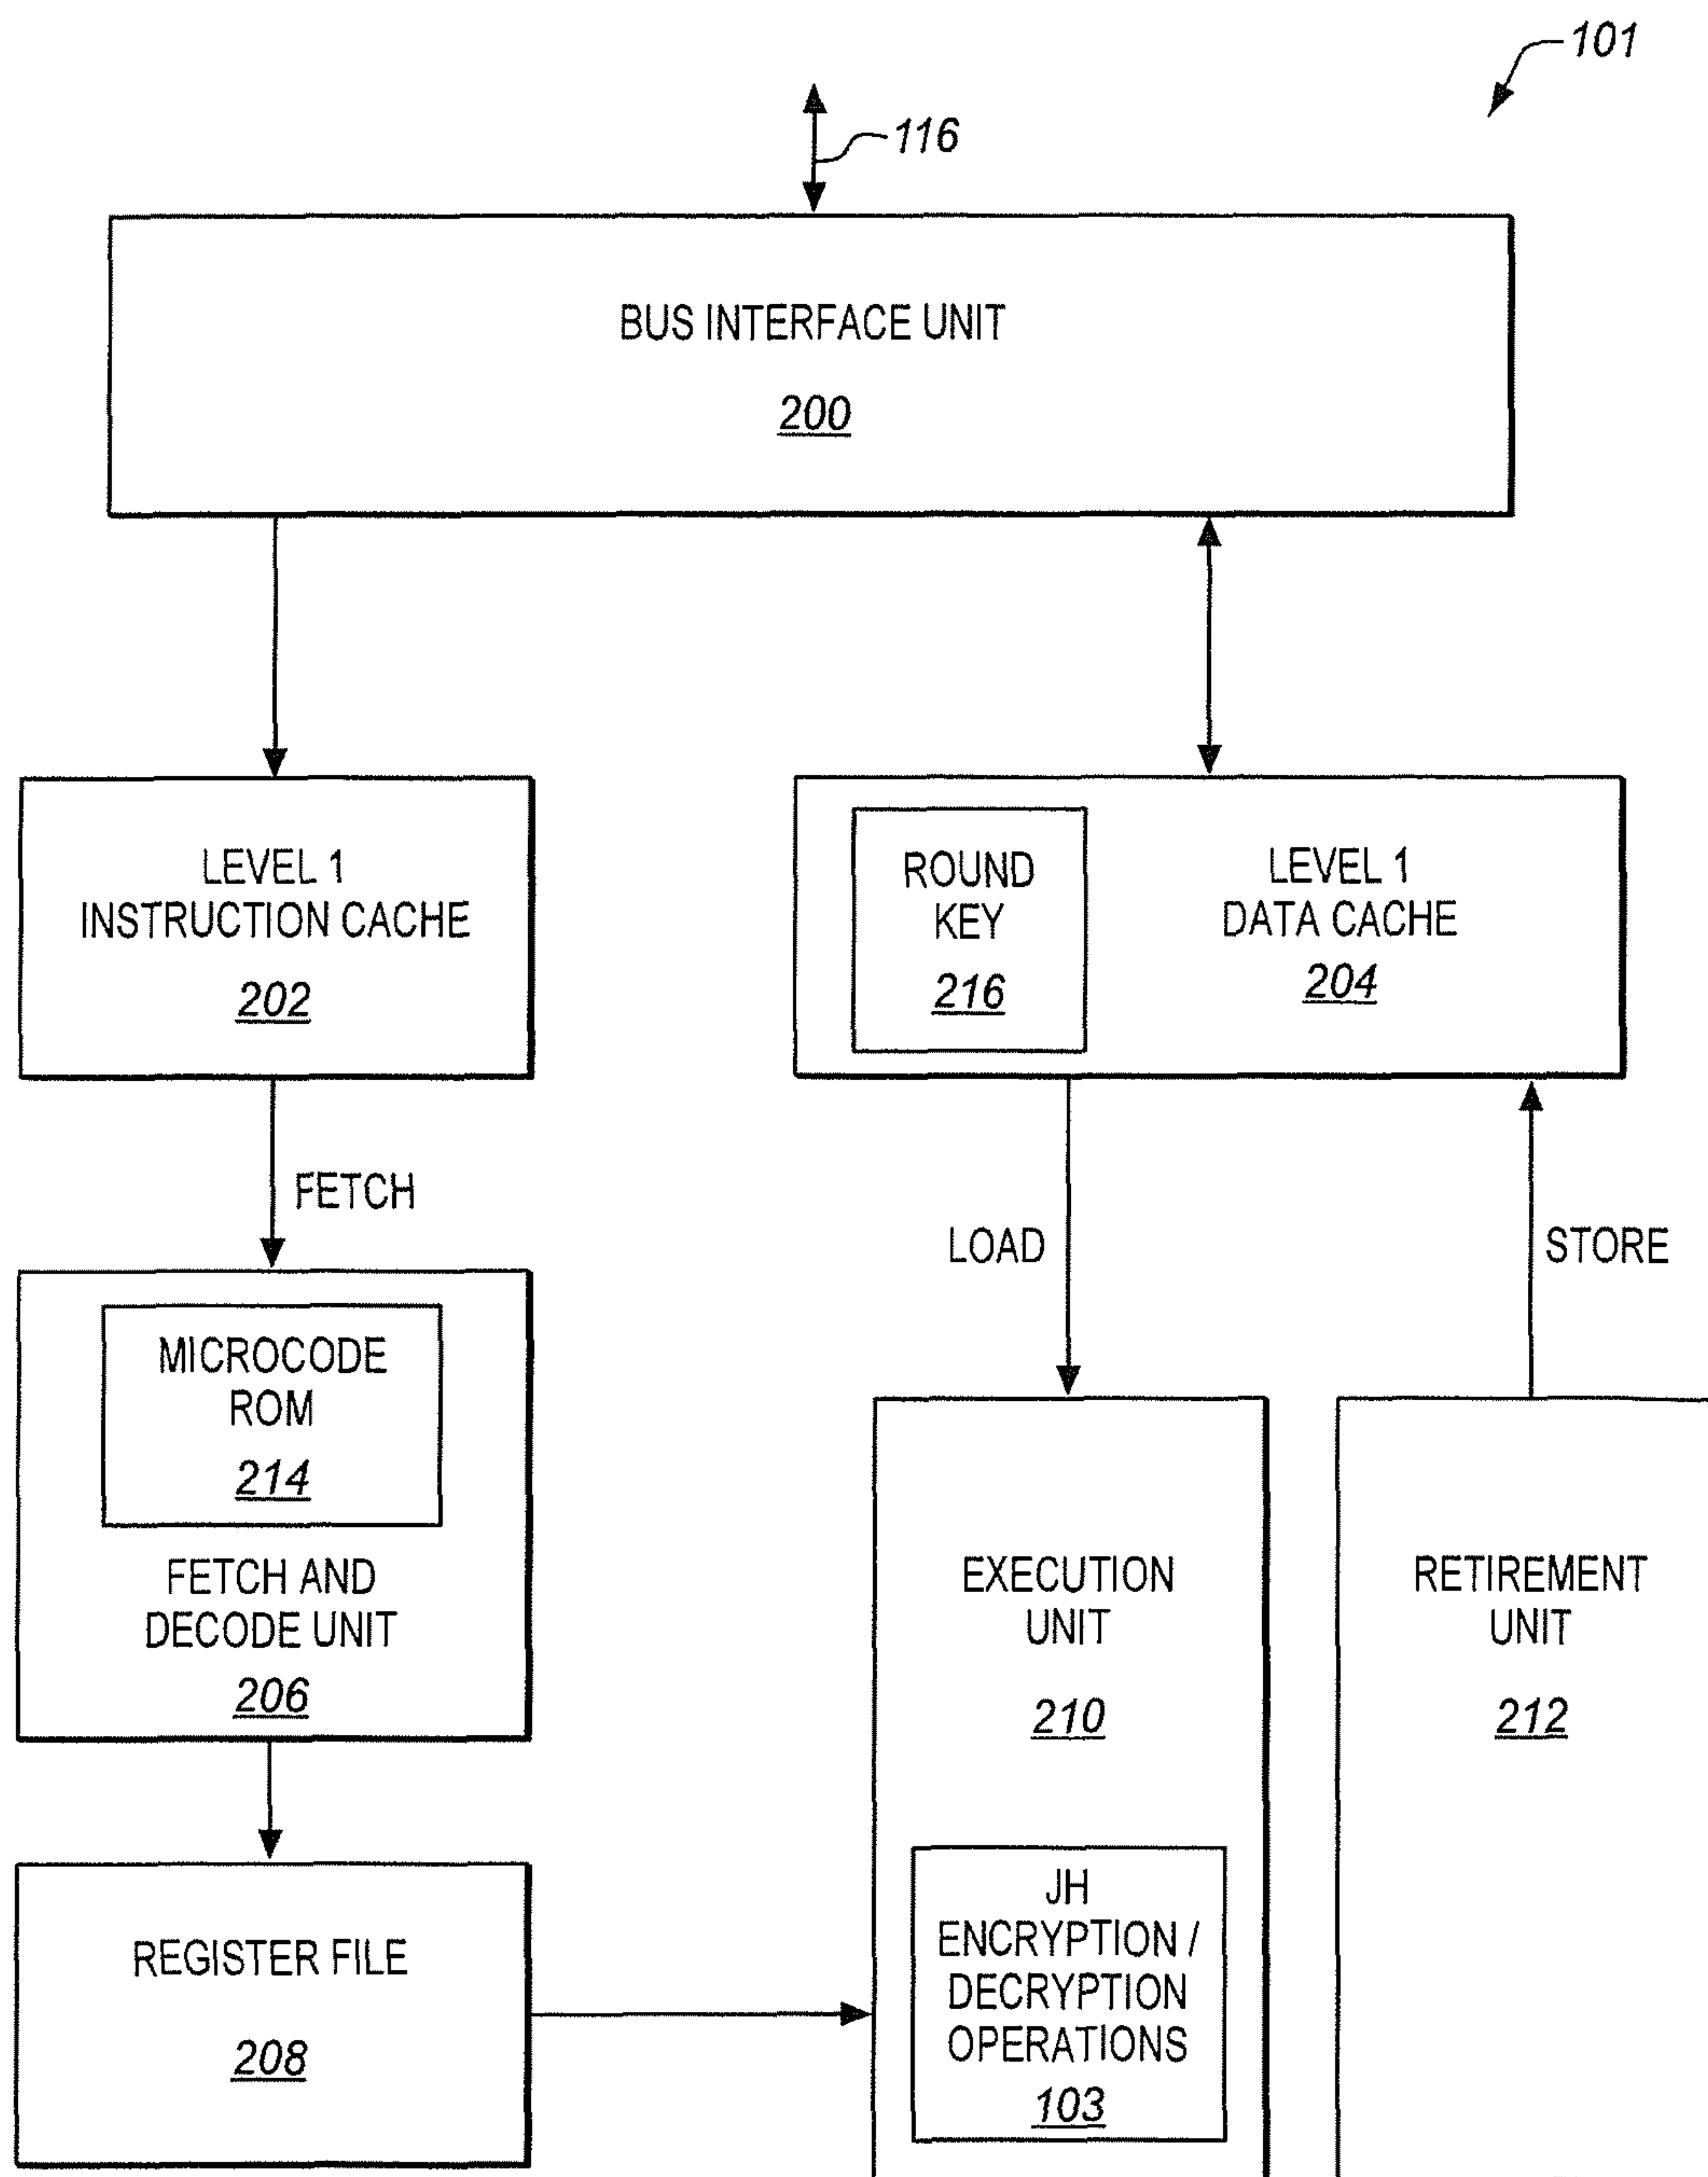 101
116
BUS INTERFACE UNIT
200
LEVEL 1
INSTRUCTION CACHE
202
ROUND
KEY
216
LEVEL 1
DATA CACHE
204
FETCH
LOAD
STORE
MICROCODE
ROM
214
FETCH AND
DECODE UNIT
206
EXECUTION
UNIT
210
RETIREMENT
UNIT
212
REGISTER FILE
208
JH
ENCRYPTION /
DECRYPTION
OPERATIONS
103